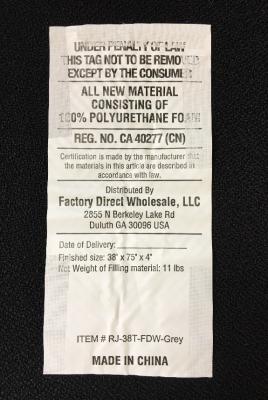 UNDER PENALTY OF LAW
THIS TAG NOT TO BE REMOVED
EXCEPT BY THE CONSUMER
ALL NEW MATERIAL
CONSISTING OF
100% POLYURETHANE FOAM
REG. NO. CA 40277 (CN)
Certification is made by the manufacturer that
the materials in this article are described in
accordance with law.
Distributed By
Factory Direct Wholesale, LLC
2855 N Berkeley Lake Rd
Duluth GA 30096 USA
Date of Delivery:
Finished size: 38" x 75" x 4"
Net Weight of Filling material: 11 lbs
ITEM # RJ-38T-FDW-Grey
MADE IN CHINA